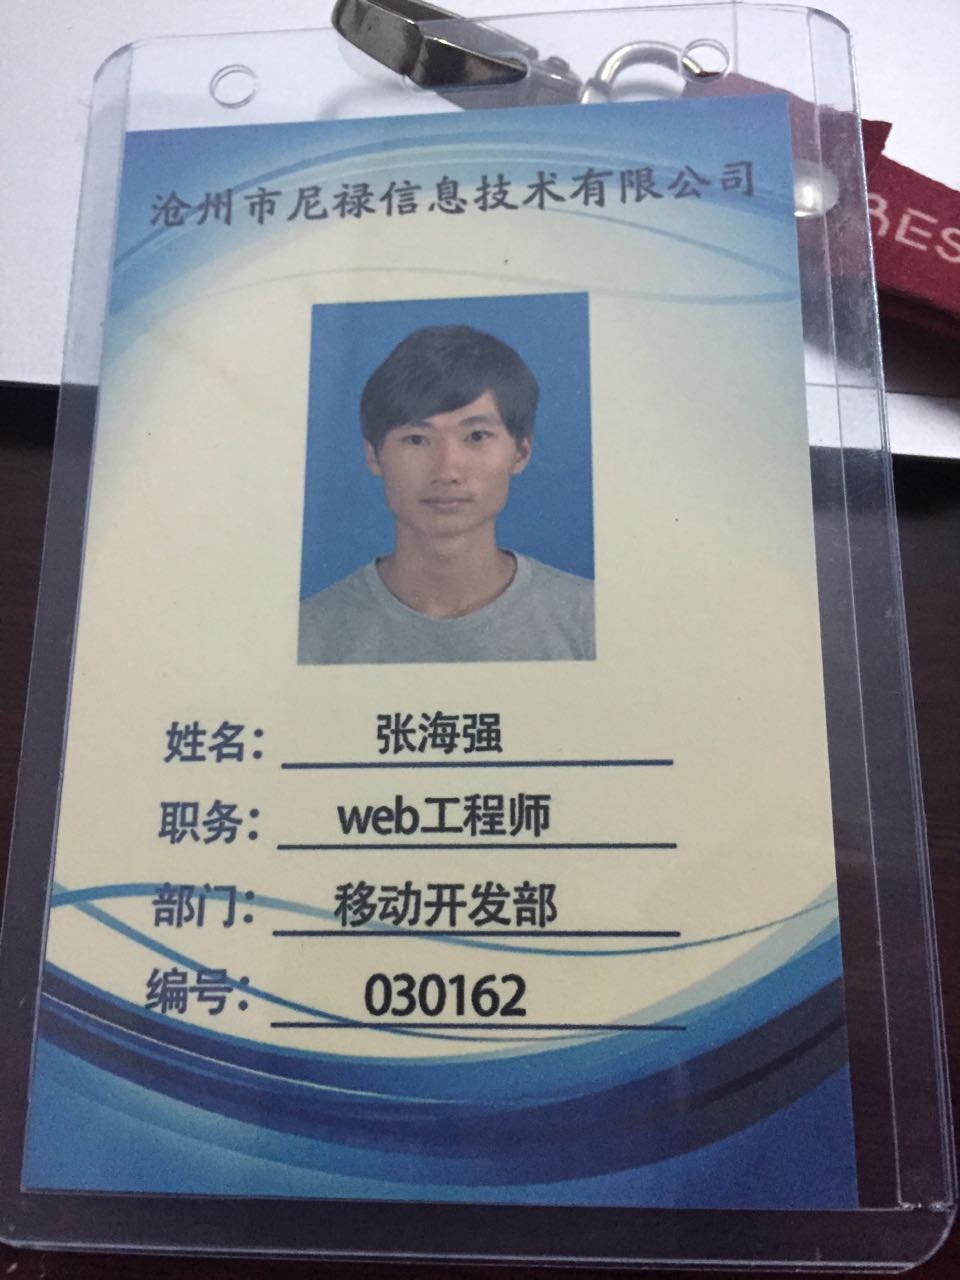 沧州市尼禄信息技术有限公司
RES
姓名： 张海强
职务： web工程师
部门： 移动开发部
编号： 030162